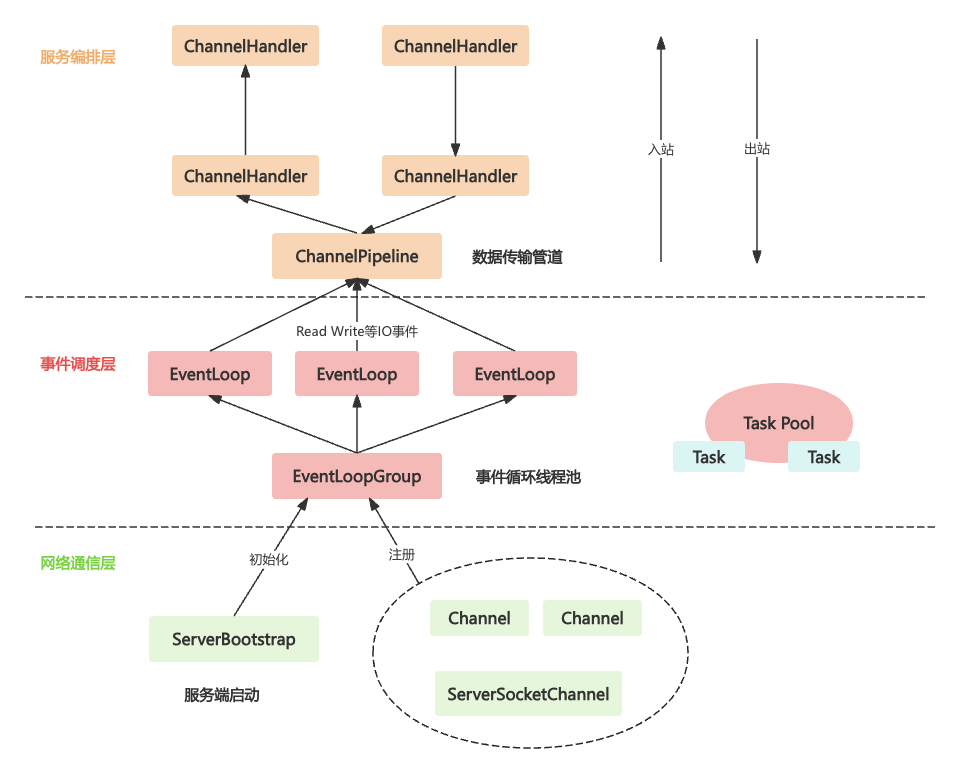 服务编排层
ChannelHandler
ChannelHandler
入站
出站
ChannelHandler
ChannelHandler
ChannelPipeline
数据传输管道
Read Write等IO事件
事件调度层
EventLoop
EventLoop
EventLoop
Task Pool
Task
Task
EventLoopGroup
事件循环线程池
网络通信层
初始化
注册
Channel
Channel
ServerBootstrap
ServerSocketChannel
服务端启动